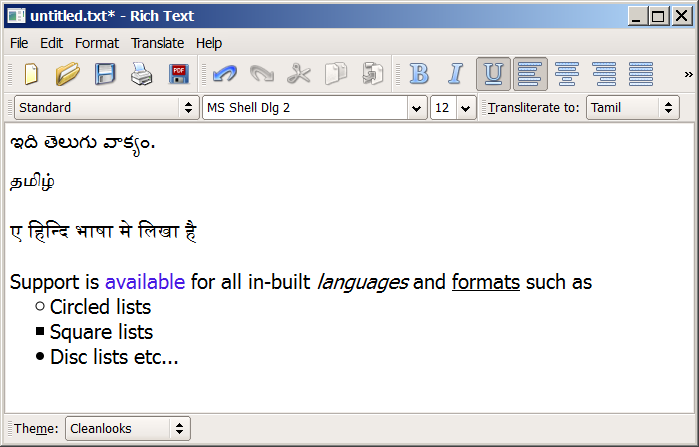 untitled.txt* - Rich Text
File Edit Format Translate Help
PDF B I U »
Standard MS Shell Dlg 2 12 Transliterate to: Tamil
ఇది తెలుగు వాక్యం.
தமிழ்
ए हिन्दि भाषा मे लिखा है
Support is available for all in-built languages and formats such as
Circled lists
Square lists
Disc lists etc...
Theme: Cleanlooks